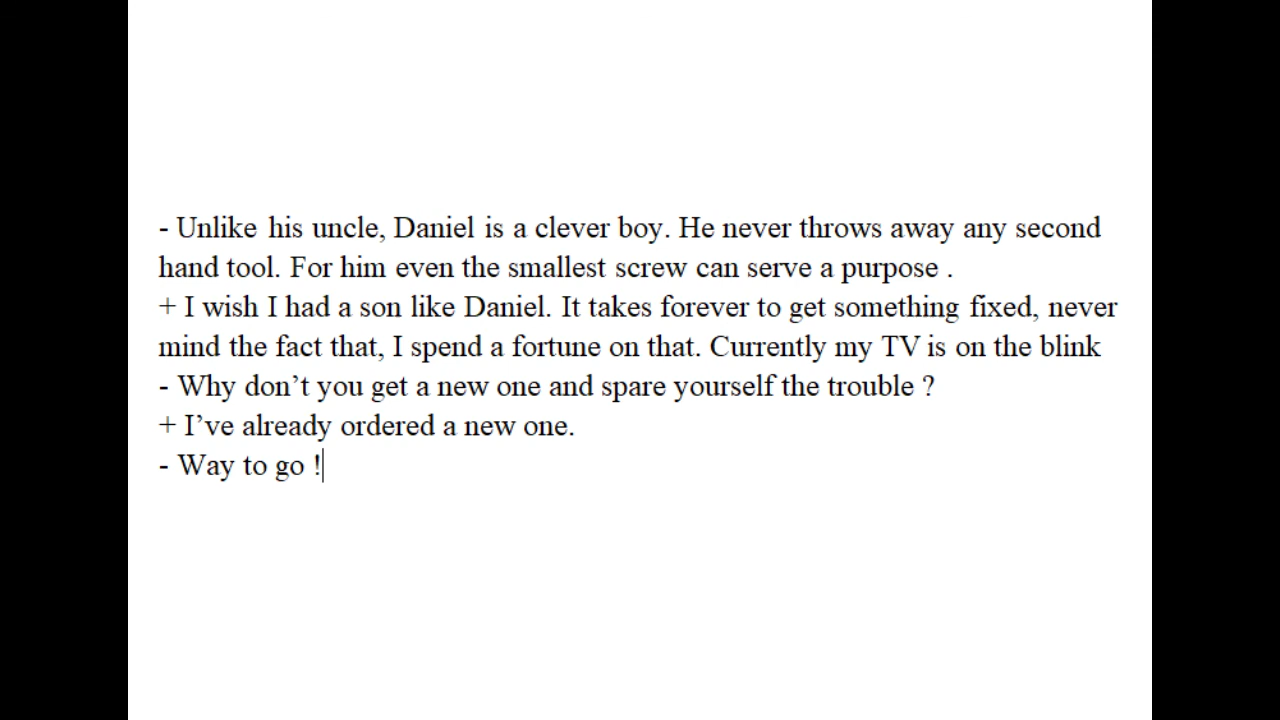 - Unlike his uncle, Daniel is a clever boy. He never throws away any second
hand tool. For him even the smallest screw can serve a purpose .
+ I wish I had a son like Daniel. It takes forever to get something fixed, never
mind the fact that, I spend a fortune on that. Currently my TV is on the blink
- Why don’t you get a new one and spare yourself the trouble ?
+ I’ve already ordered a new one.
- Way to go !